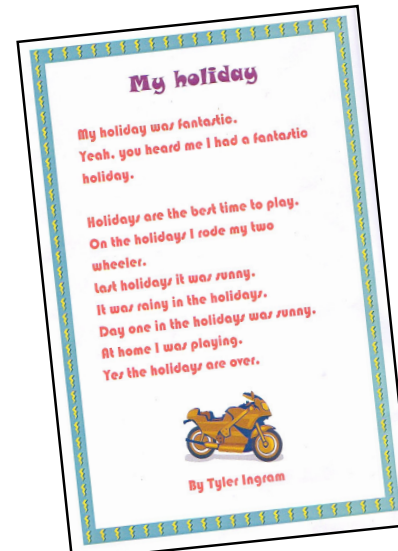 My holiday
My holiday was fantastic.
Yeah, you heard me I had a fantastic
holiday.
Holidays are the best time to play.
On the holidays I rode my two
wheeler.
Last holidays it was sunny.
It was rainy in the holidays.
Day one in the holidays was sunny.
At home I was playing.
Yes the holidays are over.
By Tyler Ingram